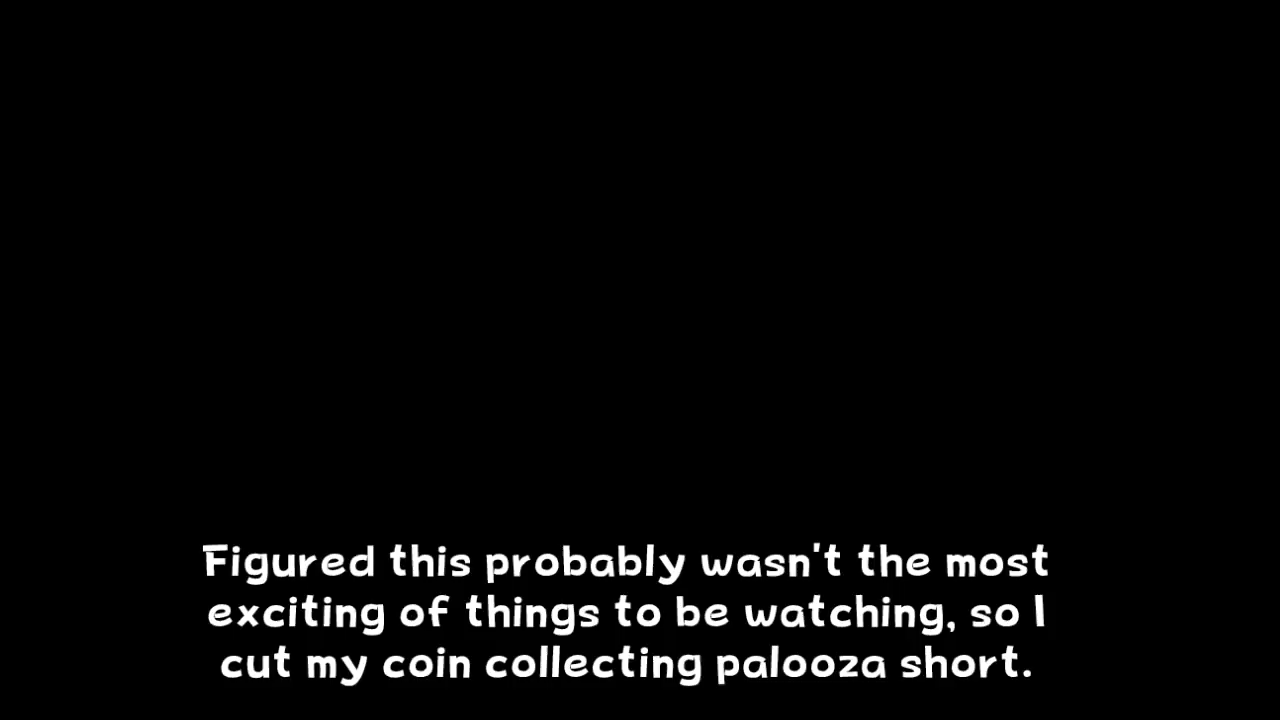 Figured this probably wasn't the most
exciting of things to be watching, so I
cut my coin collecting palooza short.